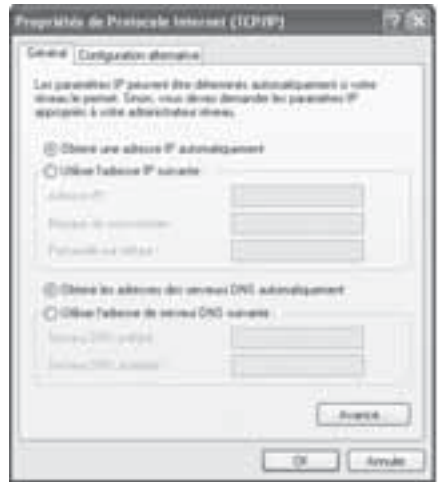 Propriétés de Protocole Internet (TCP/IP)
Général
Configuration alternative
Les paramètres IP peuvent être déterminés automatiquement si votre
réseau le permet. Sinon, vous devez demander les paramètres IP
appropriés à votre administrateur réseau.
Obtenir une adresse IP automatiquement
Utiliser l'adresse IP suivante
Adresse IP :
Masque de sous-réseau :
Passerelle par défaut :
Obtenir les adresses des serveurs DNS automatiquement
Utiliser l'adresse de serveur DNS suivante
Serveur DNS préféré :
Serveur DNS auxiliaire :
Avancé...
OK
Annuler